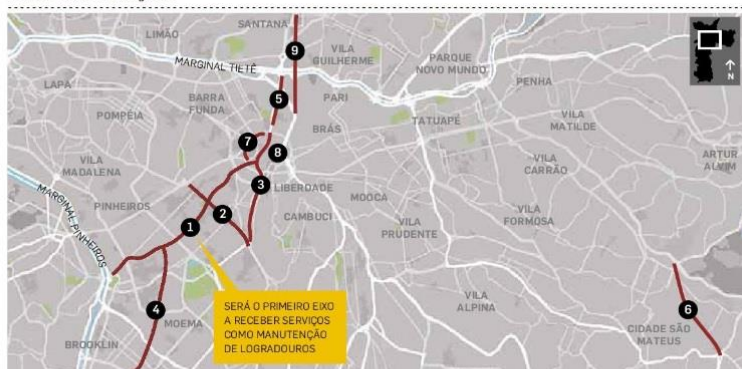 SANTANA
LIMÃO
9
VILA
GUILHERME
MARGINAL TIETÊ
PARQUE
NOVO MUNDO
N
LAPA
BARRA
FUNDA
5
PARI
PENHA
POMPÉIA
TATUAPÉ
VILA
MATILDE
BRÁS
7
8
ARTUR
ALVIM
VILA
MADALENA
VILA
CARRÃO
3
LIBERDADE
MOOCA
MARGINAL PINHEIROS
PINHEIROS
2
CAMBUCI
VILA
FORMOSA
1
VILA
PRUDENTE
SERÁ O PRIMEIRO EIXO
A RECEBER SERVIÇOS
COMO MANUTENÇÃO
DE LOGRADOUROS
VILA
ALPINA
4
MOEMA
6
CIDADE SÃO
MATEUS
BROOKLIN